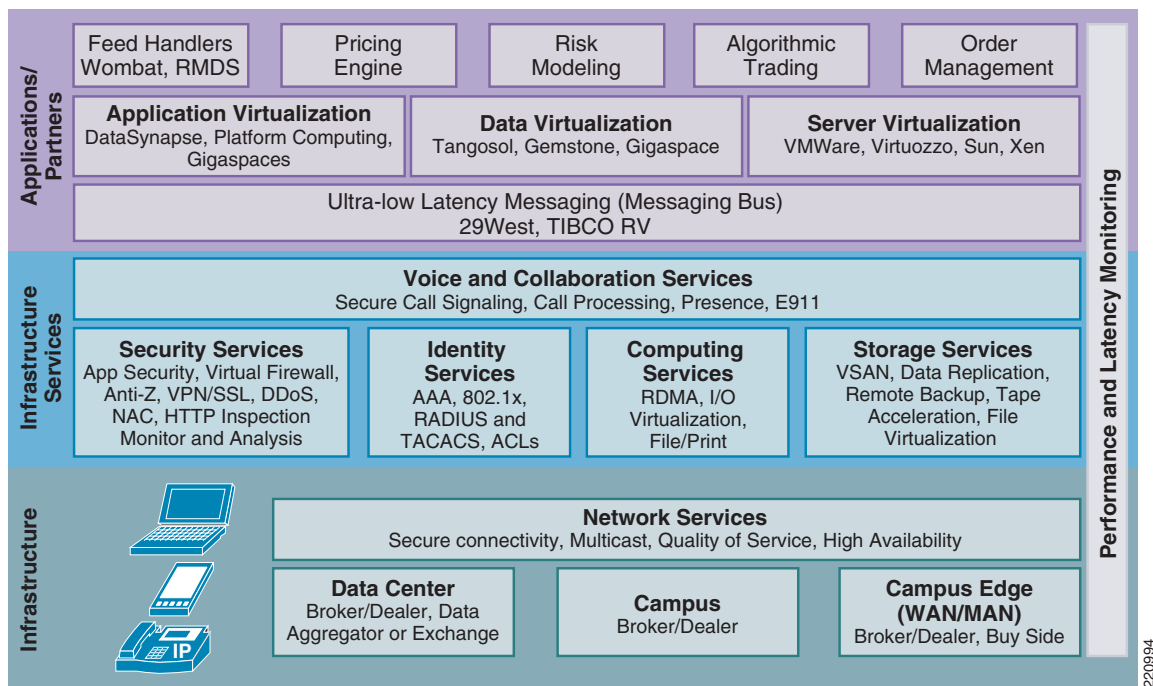 Applications/
Partners
Feed Handlers
Wombat, RMDS
Pricing
Engine
Risk
Modeling
Algorithmic
Trading
Order
Management
Application Virtualization
DataSynapse, Platform Computing,
Gigaspaces
Data Virtualization
Tangosol, Gemstone, Gigaspace
Server Virtualization
VMWare, Virtuozzo, Sun, Xen
Ultra-low Latency Messaging (Messaging Bus)
29West, TIBCO RV
Infrastructure
Services
Voice and Collaboration Services
Secure Call Signaling, Call Processing, Presence, E911
Security Services
App Security, Virtual Firewall,
Anti-Z, VPN/SSL, DDoS,
NAC, HTTP Inspection
Monitor and Analysis
Identity
Services
AAA, 802.1x,
RADIUS and
TACACS, ACLs
Computing
Services
RDMA, I/O
Virtualization,
File/Print
Storage Services
VSAN, Data Replication,
Remote Backup, Tape
Acceleration, File
Virtualization
Infrastructure
IP
Network Services
Secure connectivity, Multicast, Quality of Service, High Availability
Data Center
Broker/Dealer, Data
Aggregator or Exchange
Campus
Broker/Dealer
Campus Edge
(WAN/MAN)
Broker/Dealer, Buy Side
Performance and Latency Monitoring
220994